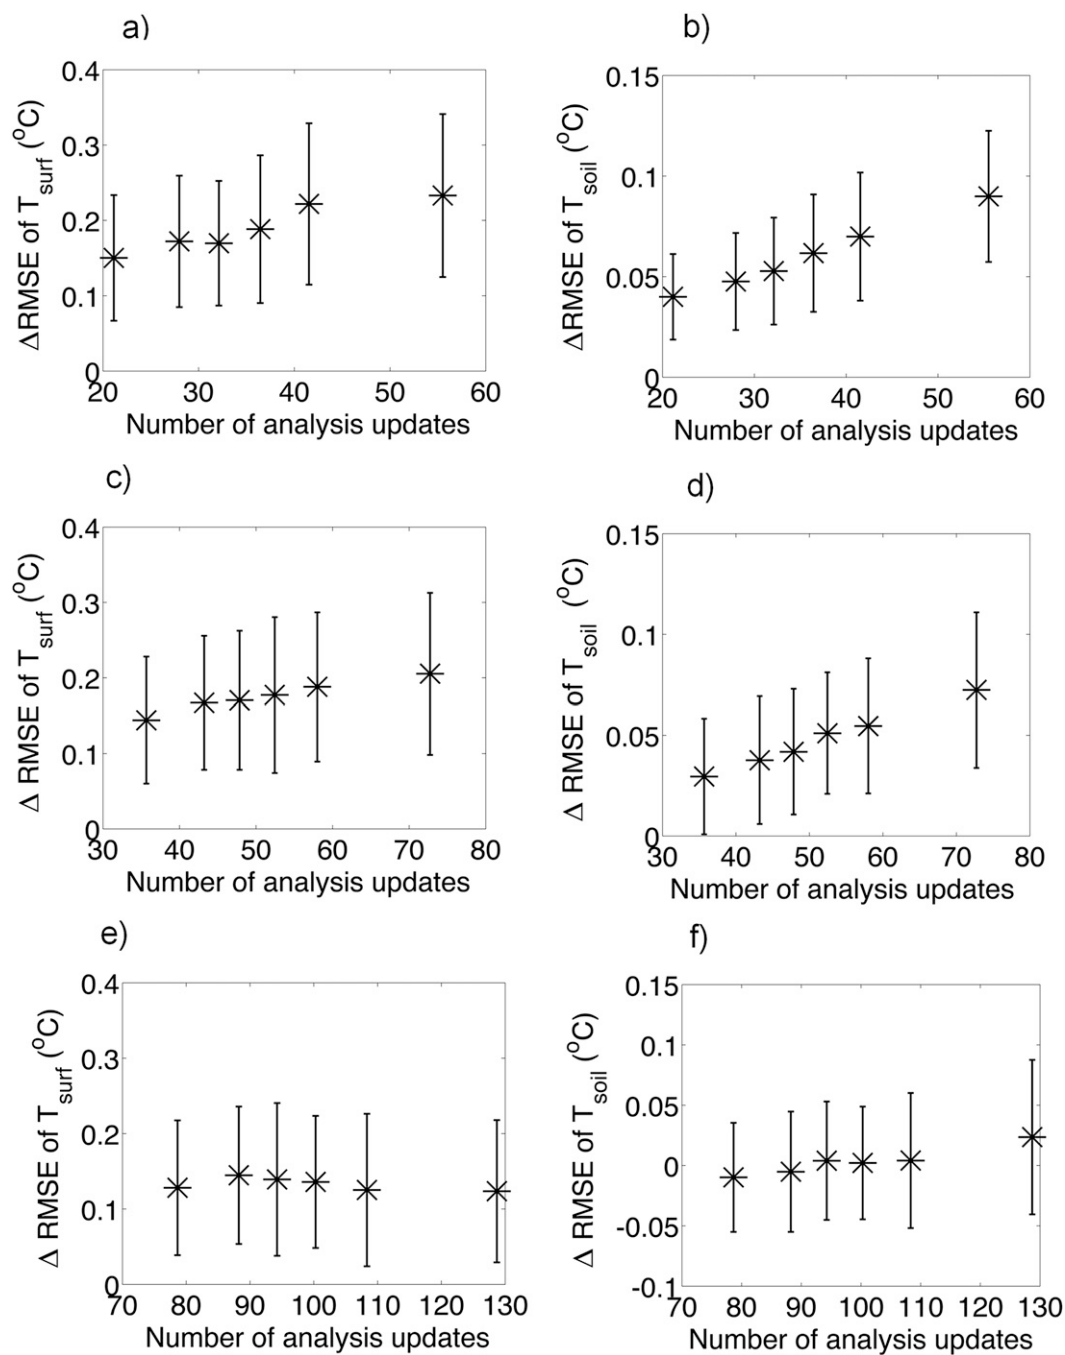 a)
0.4
0.3
0.2
0.1
0
20 30 40 50 60
ΔRMSE of T_surf (°C)
Number of analysis updates
b)
0.15
0.1
0.05
0
20 30 40 50 60
ΔRMSE of T_soil (°C)
Number of analysis updates
c)
0.4
0.3
0.2
0.1
0
30 40 50 60 70 80
Δ RMSE of T_surf (°C)
Number of analysis updates
d)
0.15
0.1
0.05
0
30 40 50 60 70 80
Δ RMSE of T_soil (°C)
Number of analysis updates
e)
0.4
0.3
0.2
0.1
0
70 80 90 100 110 120 130
Δ RMSE of T_surf (°C)
Number of analysis updates
f)
0.15
0.1
0.05
0
-0.05
-0.1
70 80 90 100 110 120 130
Δ RMSE of T_soil (°C)
Number of analysis updates